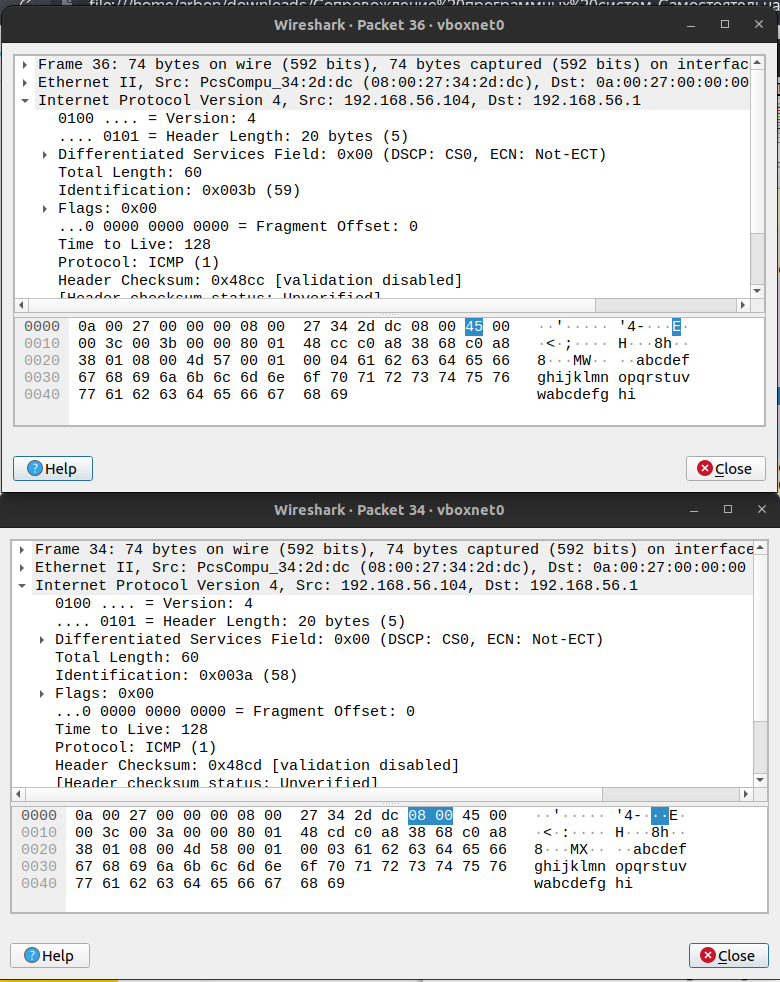 file:///home/arbon/downloads/Сопровождение%20программных%20систем_Самостоятельна
Wireshark · Packet 36 · vboxnet0
Frame 36: 74 bytes on wire (592 bits), 74 bytes captured (592 bits) on interfac
Ethernet II, Src: PcsCompu_34:2d:dc (08:00:27:34:2d:dc), Dst: 0a:00:27:00:00:00
Internet Protocol Version 4, Src: 192.168.56.104, Dst: 192.168.56.1
0100 .... = Version: 4
.... 0101 = Header Length: 20 bytes (5)
Differentiated Services Field: 0x00 (DSCP: CS0, ECN: Not-ECT)
Total Length: 60
Identification: 0x003b (59)
Flags: 0x00
...0 0000 0000 0000 = Fragment Offset: 0
Time to Live: 128
Protocol: ICMP (1)
Header Checksum: 0x48cc [validation disabled]
[Header checksum status: Unverified]
0000 0a 00 27 00 00 00 08 00 27 34 2d dc 08 00 45 00 ··'····· '4-···E·
0010 00 3c 00 3b 00 00 80 01 48 cc c0 a8 38 68 c0 a8 ·<·;···· H···8h··
0020 38 01 08 00 4d 57 00 01 00 04 61 62 63 64 65 66 8···MW·· ··abcdef
0030 67 68 69 6a 6b 6c 6d 6e 6f 70 71 72 73 74 75 76 ghijklmn opqrstuv
0040 77 61 62 63 64 65 66 67 68 69 wabcdefg hi
Help
Close
Wireshark · Packet 34 · vboxnet0
Frame 34: 74 bytes on wire (592 bits), 74 bytes captured (592 bits) on interface
Ethernet II, Src: PcsCompu_34:2d:dc (08:00:27:34:2d:dc), Dst: 0a:00:27:00:00:00
Internet Protocol Version 4, Src: 192.168.56.104, Dst: 192.168.56.1
0100 .... = Version: 4
.... 0101 = Header Length: 20 bytes (5)
Differentiated Services Field: 0x00 (DSCP: CS0, ECN: Not-ECT)
Total Length: 60
Identification: 0x003a (58)
Flags: 0x00
...0 0000 0000 0000 = Fragment Offset: 0
Time to Live: 128
Protocol: ICMP (1)
Header Checksum: 0x48cd [validation disabled]
[Header checksum status: Unverified]
0000 0a 00 27 00 00 00 08 00 27 34 2d dc 08 00 45 00 ··'····· '4-···E·
0010 00 3c 00 3a 00 00 80 01 48 cd c0 a8 38 68 c0 a8 ·<·:···· H···8h··
0020 38 01 08 00 4d 58 00 01 00 03 61 62 63 64 65 66 8···MX·· ··abcdef
0030 67 68 69 6a 6b 6c 6d 6e 6f 70 71 72 73 74 75 76 ghijklmn opqrstuv
0040 77 61 62 63 64 65 66 67 68 69 wabcdefg hi
Help
Close